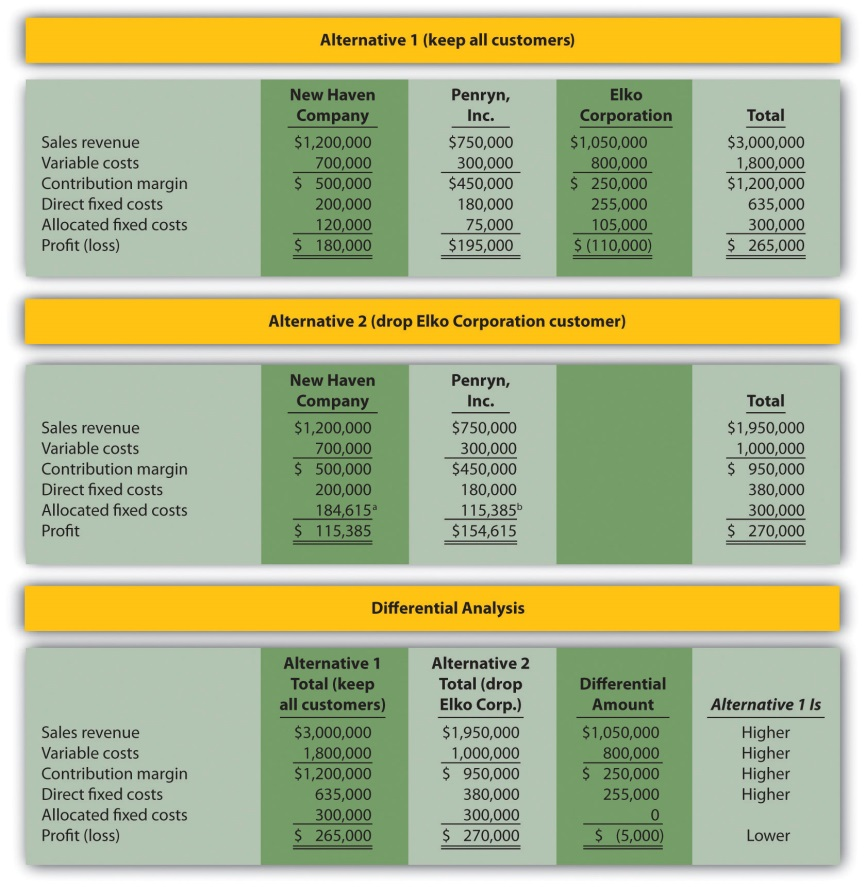 Alternative 1 (keep all customers)
New Haven Company Penryn, Inc. Elko Corporation Total
Sales revenue $1,200,000 $750,000 $1,050,000 $3,000,000
Variable costs 700,000 300,000 800,000 1,800,000
Contribution margin $ 500,000 $450,000 $ 250,000 $1,200,000
Direct fixed costs 200,000 180,000 255,000 635,000
Allocated fixed costs 120,000 75,000 105,000 300,000
Profit (loss) $ 180,000 $195,000 $ (110,000) $ 265,000
Alternative 2 (drop Elko Corporation customer)
New Haven Company Penryn, Inc. Total
Sales revenue $1,200,000 $750,000 $1,950,000
Variable costs 700,000 300,000 1,000,000
Contribution margin $ 500,000 $450,000 $ 950,000
Direct fixed costs 200,000 180,000 380,000
Allocated fixed costs 184,615a 115,385b 300,000
Profit $ 115,385 $154,615 $ 270,000
Differential Analysis
Alternative 1 Total (keep all customers) Alternative 2 Total (drop Elko Corp.) Differential Amount Alternative 1 Is
Sales revenue $3,000,000 $1,950,000 $1,050,000 Higher
Variable costs 1,800,000 1,000,000 800,000 Higher
Contribution margin $1,200,000 $ 950,000 $ 250,000 Higher
Direct fixed costs 635,000 380,000 255,000 Higher
Allocated fixed costs 300,000 300,000 0
Profit (loss) $ 265,000 $ 270,000 $ (5,000) Lower